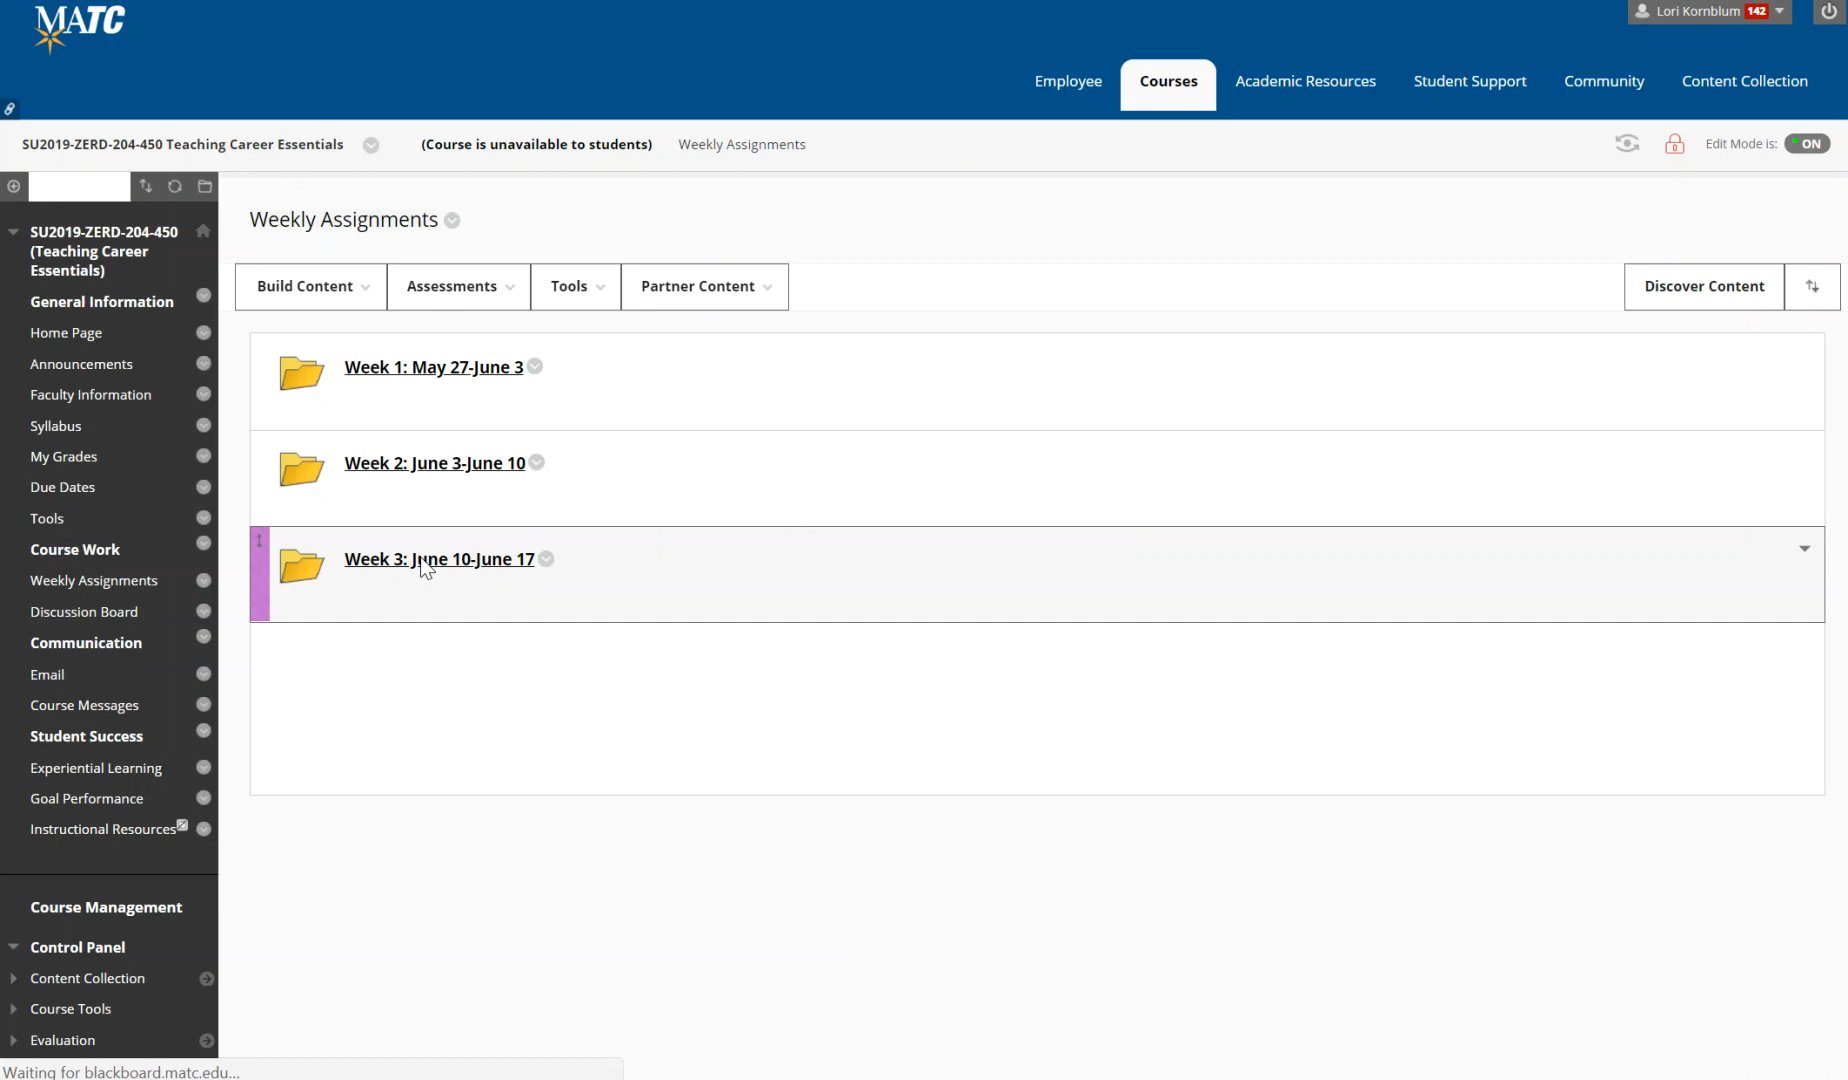 MATC
Lori Kornblum 142
Employee
Courses
Academic Resources
Student Support
Community
Content Collection
SU2019-ZERD-204-450 Teaching Career Essentials
(Course is unavailable to students)
Weekly Assignments
0
Edit Mode is:
ON
SU2019-ZERD-204-450
(Teaching Career
Essentials)
General Information
Home Page
Announcements
Faculty Information
Syllabus
My Grades
Due Dates
Tools
Course Work
Weekly Assignments
Discussion Board
Communication
Email
Course Messages
Student Success
Experiential Learning
Goal Performance
Instructional Resources
Course Management
Control Panel
Content Collection
Course Tools
Evaluation
Weekly Assignments
Build Content
Assessments
Tools
Partner Content
Discover Content
Week 1: May 27-June 3
Week 2: June 3-June 10
Week 3: June 10-June 17
Waiting for blackboard.matc.edu...